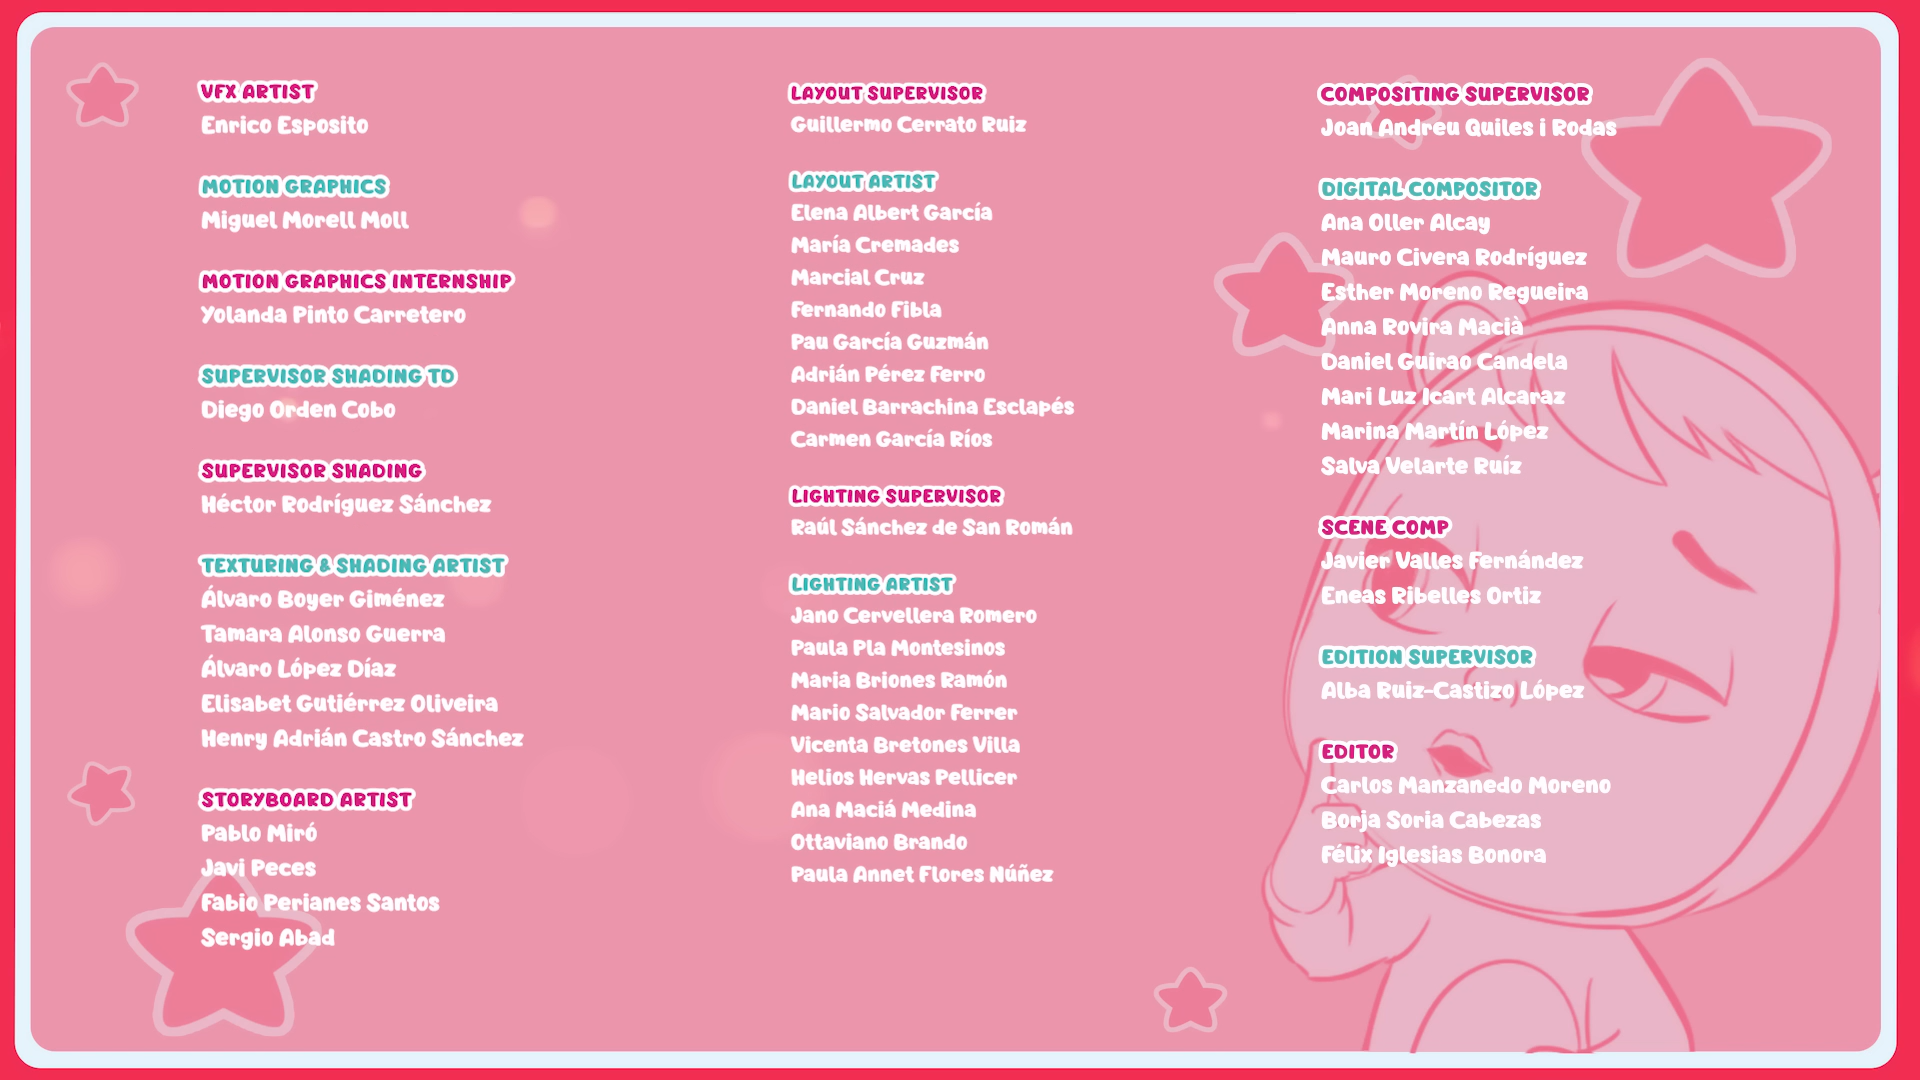 VFX ARTIST
Enrico Esposito
MOTION GRAPHICS
Miguel Morell Moll
MOTION GRAPHICS INTERNSHIP
Yolanda Pinto Carretero
SUPERVISOR SHADING TD
Diego Orden Cobo
SUPERVISOR SHADING
Héctor Rodríguez Sánchez
TEXTURING & SHADING ARTIST
Álvaro Boyer Giménez
Tamara Alonso Guerra
Álvaro López Díaz
Elisabet Gutiérrez Oliveira
Henry Adrián Castro Sánchez
STORYBOARD ARTIST
Pablo Miró
Javi Peces
Fabio Perianes Santos
Sergio Abad
LAYOUT SUPERVISOR
Guillermo Cerrato Ruiz
LAYOUT ARTIST
Elena Albert García
María Cremades
Marcial Cruz
Fernando Fibla
Pau García Guzmán
Adrián Pérez Ferro
Daniel Barrachina Esclapés
Carmen García Ríos
LIGHTING SUPERVISOR
Raúl Sánchez de San Román
LIGHTING ARTIST
Jano Cervellera Romero
Paula Pla Montesinos
Maria Briones Ramón
Mario Salvador Ferrer
Vicenta Bretones Villa
Helios Hervas Pellicer
Ana Maciá Medina
Ottaviano Brando
Paula Annet Flores Núñez
COMPOSITING SUPERVISOR
Joan Andreu Quiles i Rodas
DIGITAL COMPOSITOR
Ana Oller Alcay
Mauro Civera Rodríguez
Esther Moreno Regueira
Anna Rovira Macià
Daniel Guirao Candela
Mari Luz Icart Alcaraz
Marina Martín López
Salva Velarte Ruíz
SCENE COMP
Javier Valles Fernández
Eneas Ribelles Ortiz
EDITION SUPERVISOR
Alba Ruiz-Castizo López
EDITOR
Carlos Manzanedo Moreno
Borja Soria Cabezas
Félix Iglesias Bonora